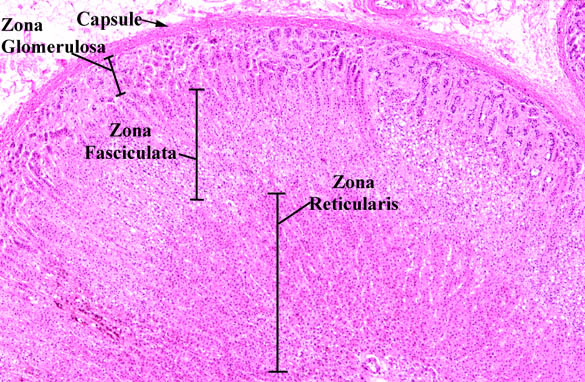 Capsule
Zona
Glomerulosa
Zona
Fasciculata
Zona
Reticularis